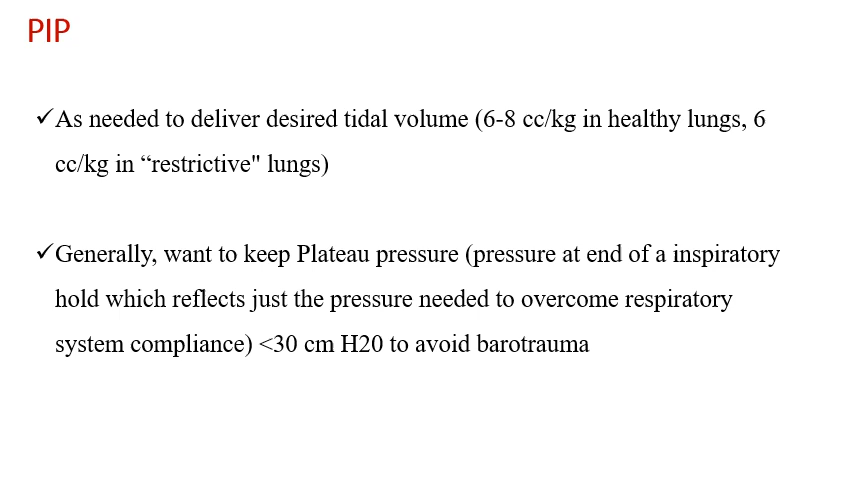 PIP
✓As needed to deliver desired tidal volume (6-8 cc/kg in healthy lungs, 6
cc/kg in “restrictive" lungs)
✓Generally, want to keep Plateau pressure (pressure at end of a inspiratory
hold which reflects just the pressure needed to overcome respiratory
system compliance) <30 cm H20 to avoid barotrauma